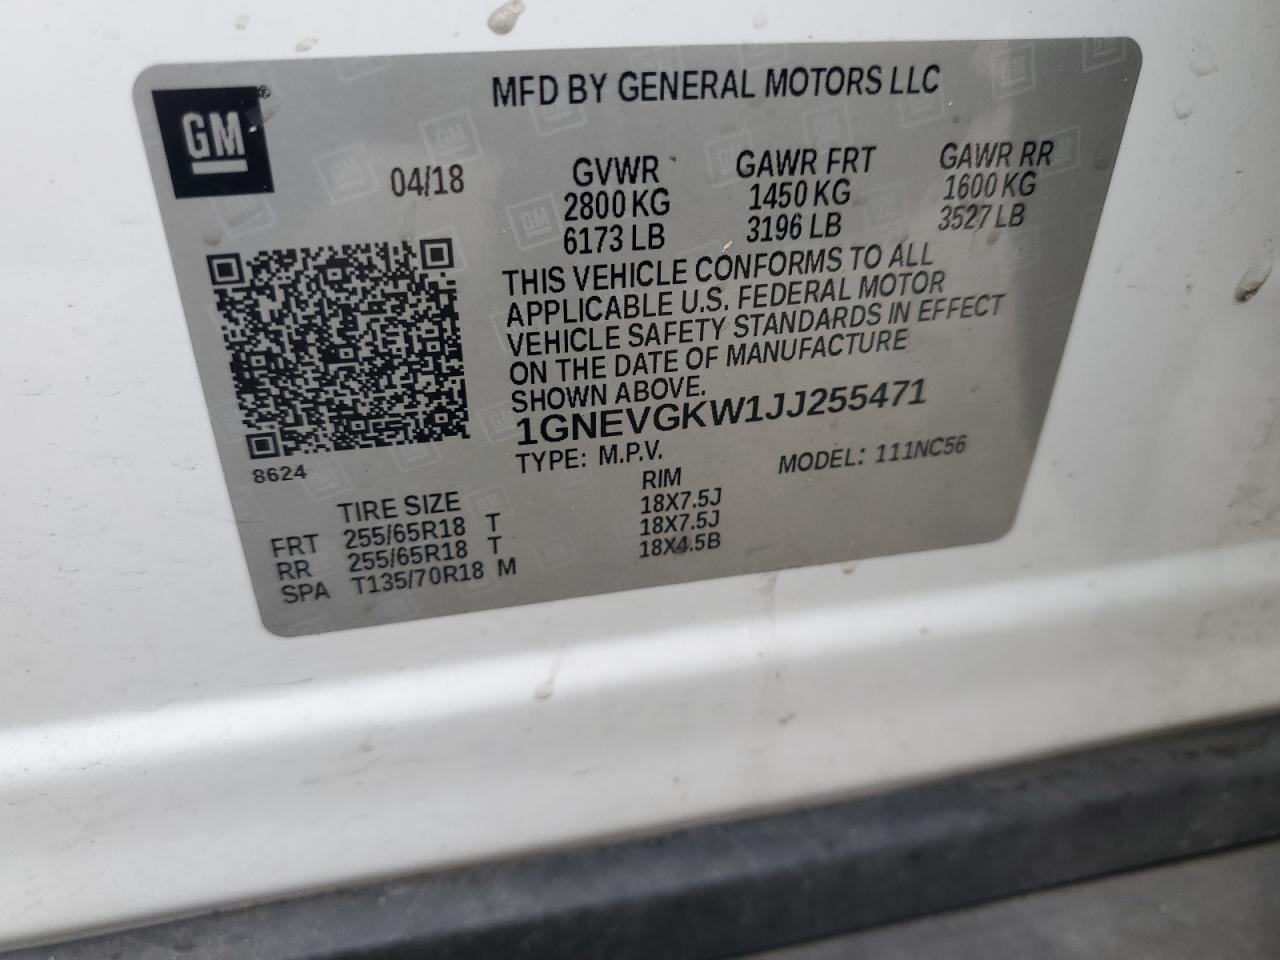 MFD BY GENERAL MOTORS LLC
GM®
04/18
GVWR GAWR FRT GAWR RR
2800 KG 1450 KG 1600 KG
6173 LB 3196 LB 3527 LB
THIS VEHICLE CONFORMS TO ALL
APPLICABLE U.S. FEDERAL MOTOR
VEHICLE SAFETY STANDARDS IN EFFECT
ON THE DATE OF MANUFACTURE
SHOWN ABOVE.
1GNEVGKW1JJ255471
TYPE: M.P.V. MODEL: 111NC56
8624
TIRE SIZE RIM
FRT 255/65R18 T 18X7.5J
RR 255/65R18 T 18X7.5J
SPA T135/70R18 M 18X4.5B